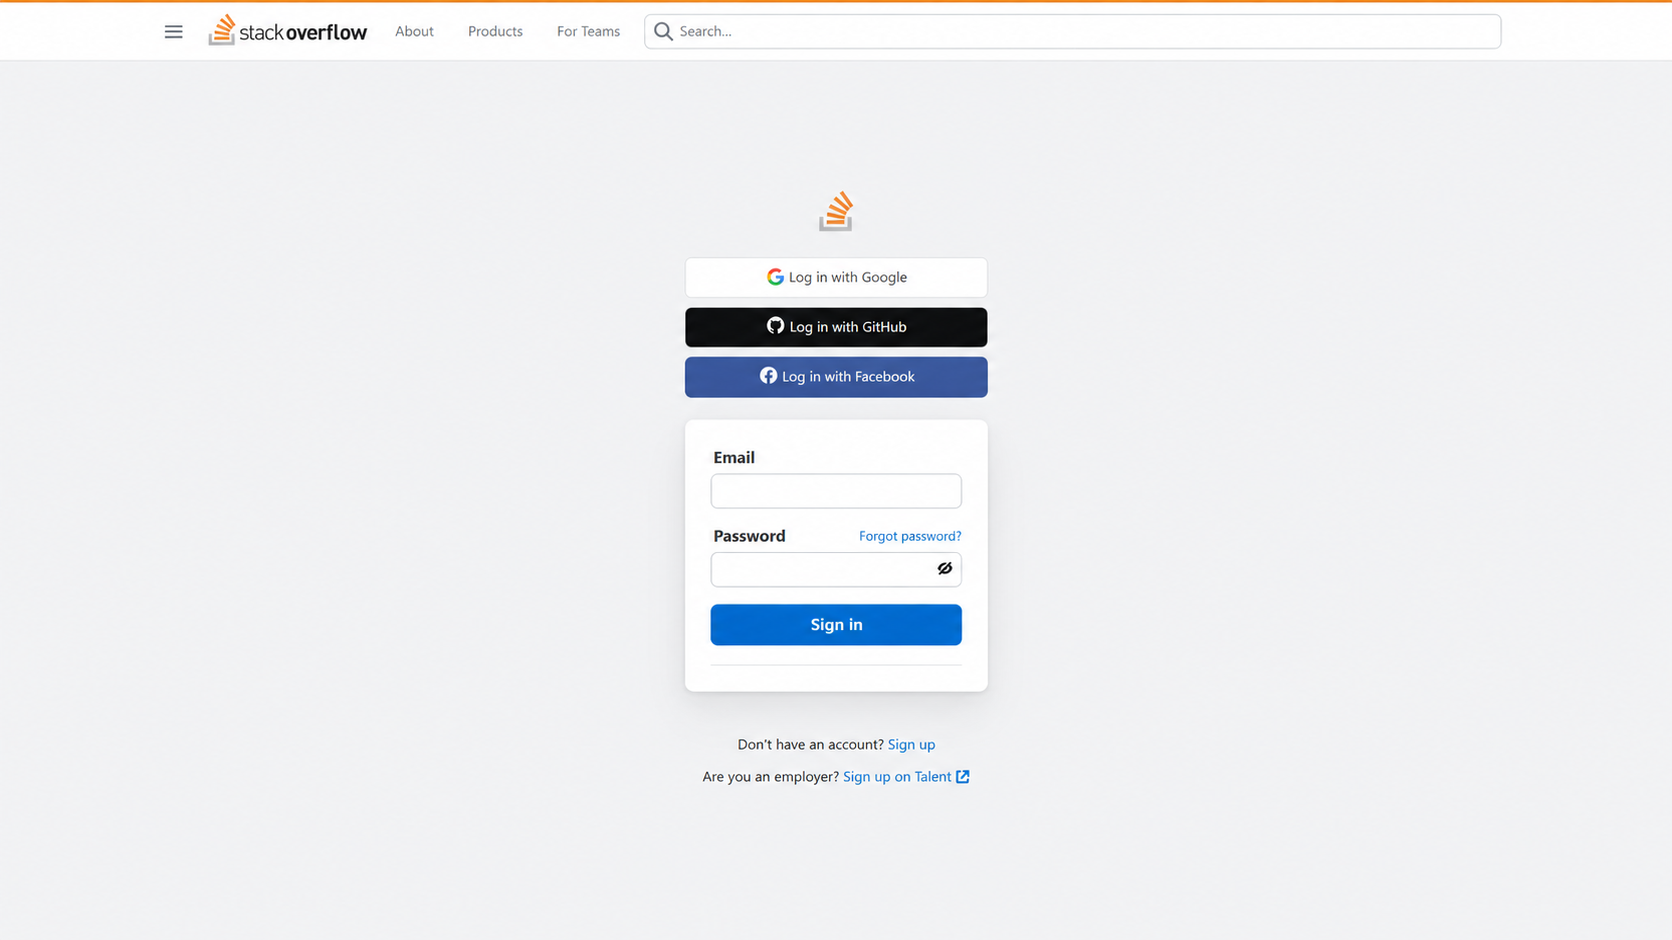 stackoverflow About Products For Teams Search...
Log in with Google
Log in with GitHub
Log in with Facebook
Email
Password Forgot password?
Sign in
Don't have an account? Sign up
Are you an employer? Sign up on Talent